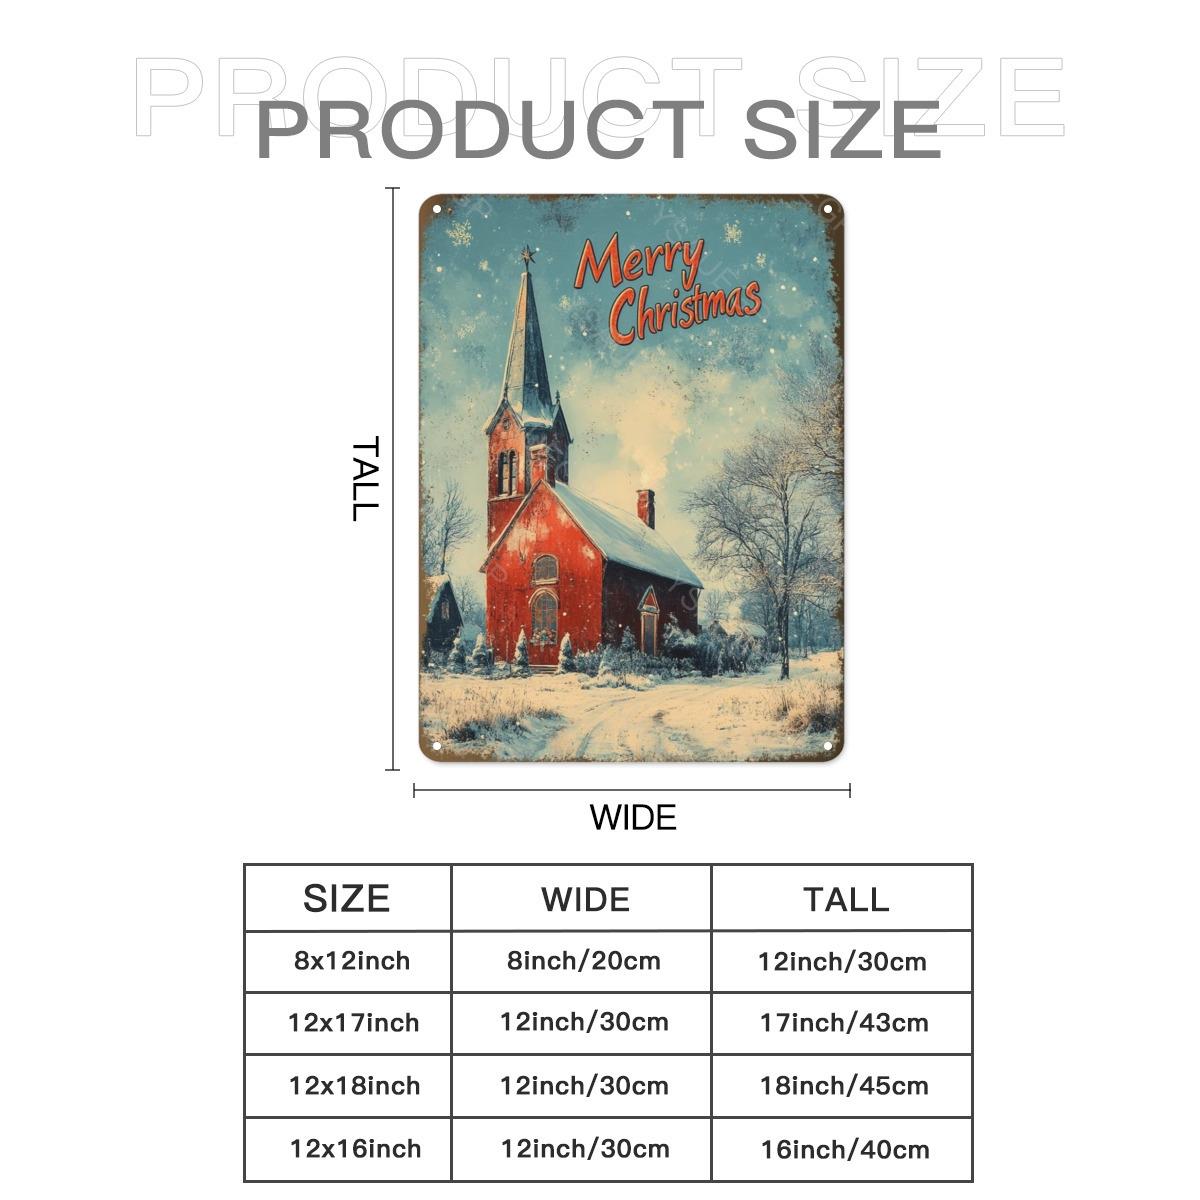 PRODUCT SIZE
PRODUCT SIZE
Merry
Christmas
TALL
WIDE
SIZE WIDE TALL
8x12inch 8inch/20cm 12inch/30cm
12x17inch 12inch/30cm 17inch/43cm
12x18inch 12inch/30cm 18inch/45cm
12x16inch 12inch/30cm 16inch/40cm